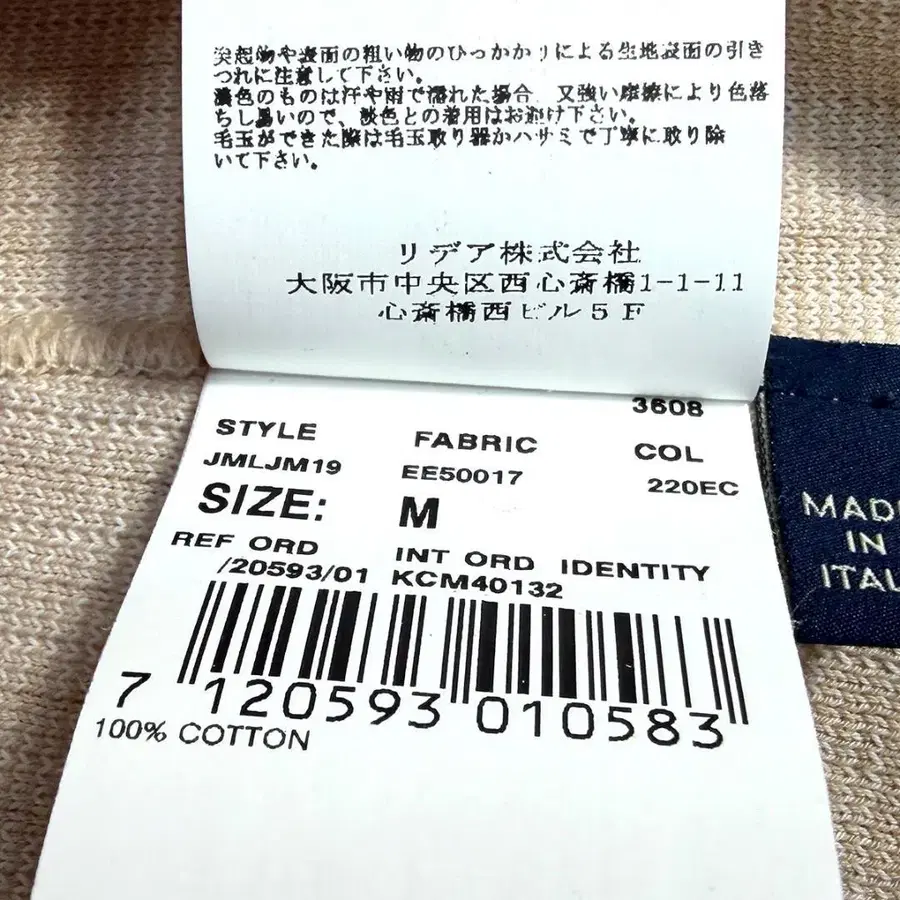 突起物や表面の粗い物のひっかかりによる生地表面の引き
つれに注意して下さい。
濃色のものは汗や雨で濡れた場合、又強い摩擦により色落
ちし易いので、淡色との着用はお避け下さい。
毛玉ができた際は毛玉取り器かハサミで丁寧に取り除
いて下さい。
リデア株式会社
大阪市中央区西心斎橋1-1-11
心斎橋西ビル5F
3608
STYLE FABRIC COL
JMLJM19 EE50017 220EC
SIZE: M
REF ORD INT ORD IDENTITY
/20593/01 KCM40132
7 120593 010583
100% COTTON
MADE
IN
ITAL